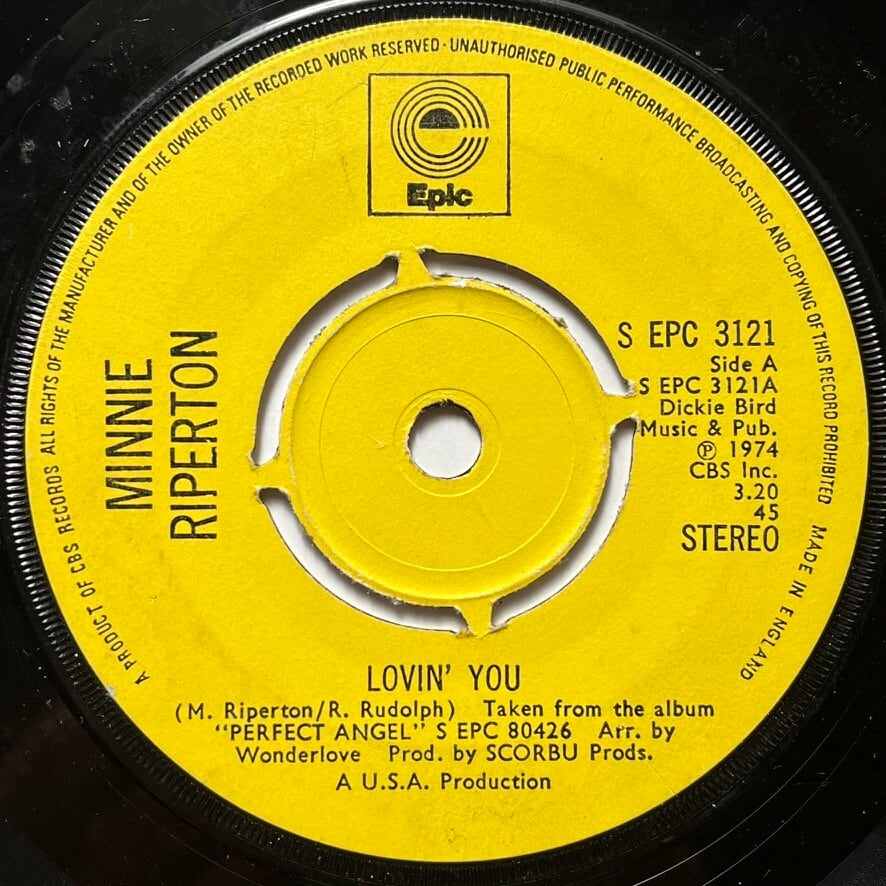 A PRODUCT OF CBS RECORDS ALL RIGHTS OF THE MANUFACTURER AND OF THE OWNER OF THE RECORDED WORK RESERVED · UNAUTHORISED PUBLIC PERFORMANCE BROADCASTING AND COPYING OF THIS RECORD PROHIBITED MADE IN ENGLAND
Epic
MINNIE
RIPERTON
S EPC 3121
Side A
S EPC 3121A
Dickie Bird
Music & Pub.
℗ 1974
CBS Inc.
3.20
45
STEREO
LOVIN' YOU
(M. Riperton/R. Rudolph) Taken from the album
"PERFECT ANGEL" S EPC 80426 Arr. by
Wonderlove Prod. by SCORBU Prods.
A U.S.A. Production